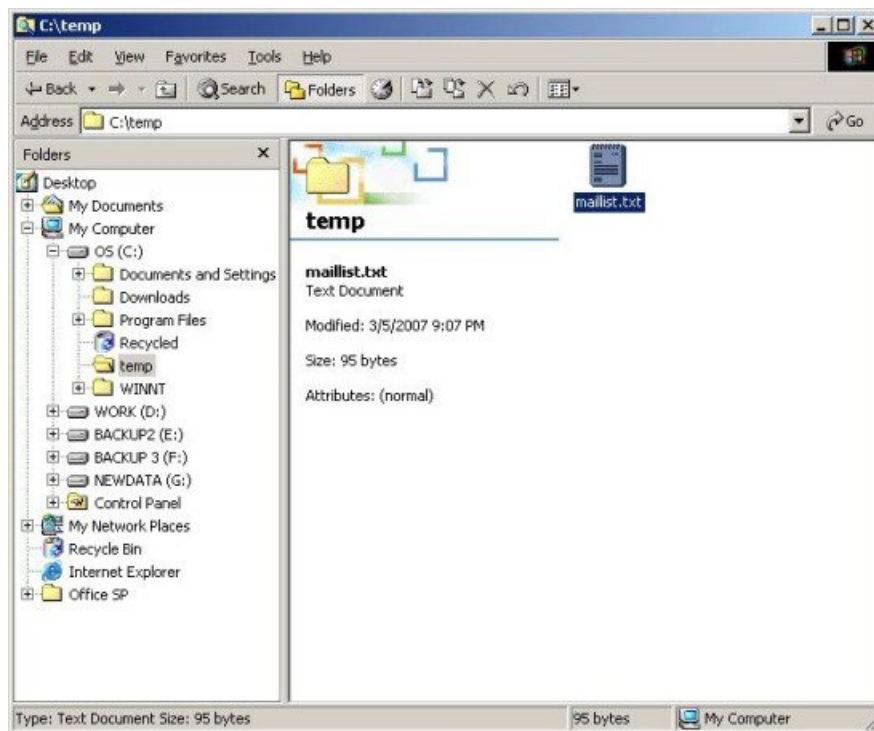 C:\temp
File Edit View Favorites Tools Help
Back Search Folders
Address C:\temp Go
Folders
Desktop
My Documents
My Computer
OS (C:)
Documents and Settings
Downloads
Program Files
Recycled
temp
WINNT
WORK (D:)
BACKUP2 (E:)
BACKUP 3 (F:)
NEWDATA (G:)
Control Panel
My Network Places
Recycle Bin
Internet Explorer
Office SP
temp
maillist.txt
Text Document
Modified: 3/5/2007 9:07 PM
Size: 95 bytes
Attributes: (normal)
maillist.txt
Type: Text Document Size: 95 bytes 95 bytes My Computer